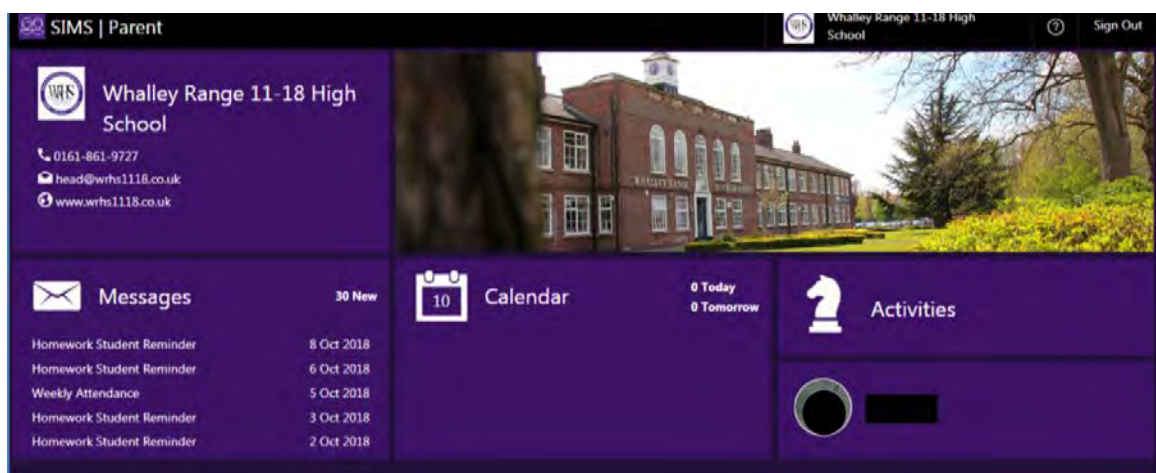 SIMS | Parent
Whalley Range 11-18 High
School
?
Sign Out
WRHS
Whalley Range 11-18 High
School
0161-861-9727
head@wrhs1118.co.uk
www.wrhs1118.co.uk
WHALLEY RANGE
Messages
30 New
Homework Student Reminder 8 Oct 2018
Homework Student Reminder 6 Oct 2018
Weekly Attendance 5 Oct 2018
Homework Student Reminder 3 Oct 2018
Homework Student Reminder 2 Oct 2018
10
Calendar
0 Today
0 Tomorrow
Activities